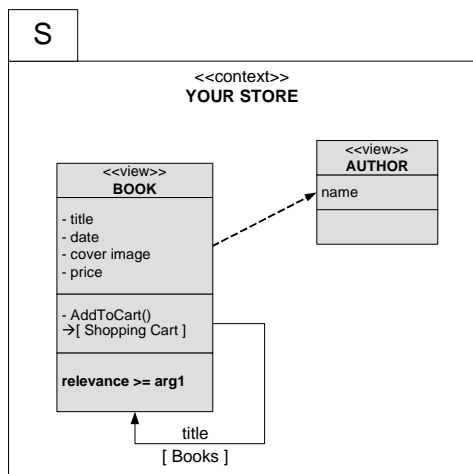 S
<<context>>
YOUR STORE
<<view>>
BOOK
- title
- date
- cover image
- price
- AddToCart()
→[ Shopping Cart ]
relevance >= arg1
<<view>>
AUTHOR
name
title
[ Books ]